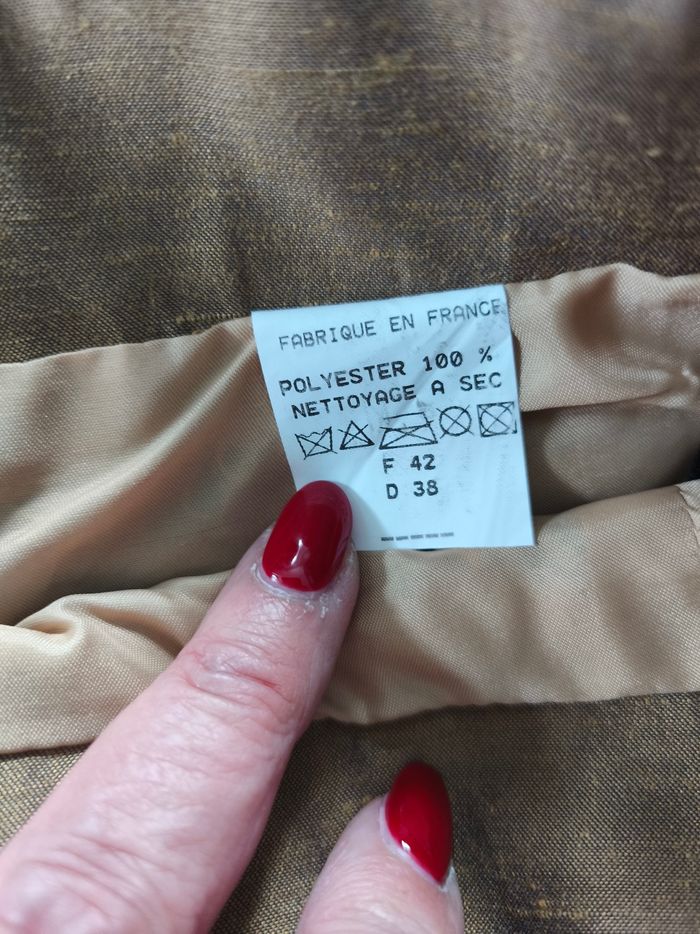 FABRIQUE EN FRANCE
POLYESTER 100 %
NETTOYAGE A SEC
F 42
D 38